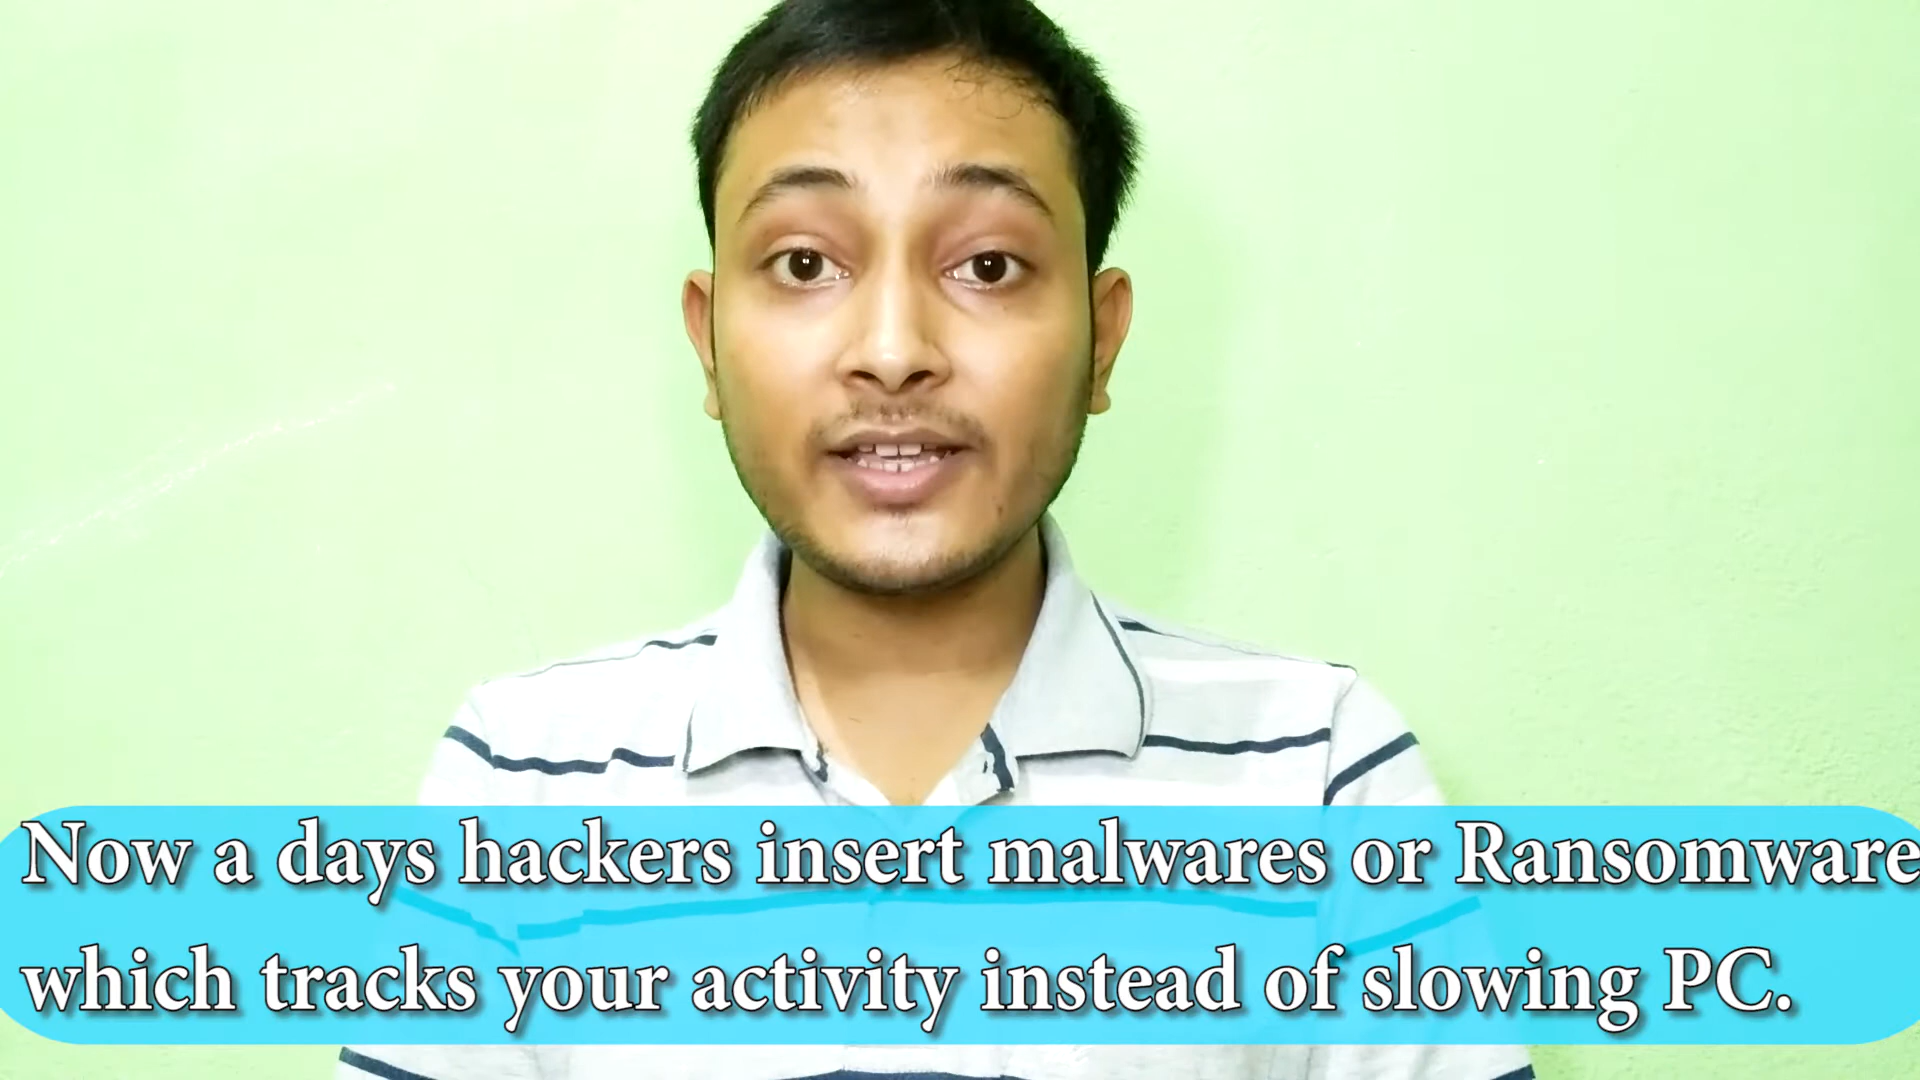 Now a days hackers insert malwares or Ransomware
which tracks your activity instead of slowing PC.